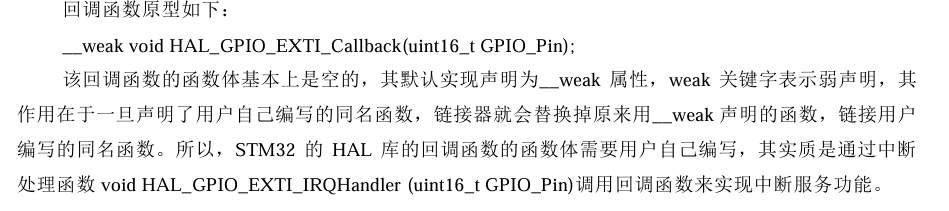 回调函数原型如下：
__weak void HAL_GPIO_EXTI_Callback(uint16_t GPIO_Pin);
该回调函数的函数体基本上是空的，其默认实现声明为__weak 属性，weak 关键字表示弱声明，其
作用在于一旦声明了用户自己编写的同名函数，链接器就会替换掉原来用__weak 声明的函数，链接用户
编写的同名函数。所以，STM32 的 HAL 库的回调函数的函数体需要用户自己编写，其实质是通过中断
处理函数 void HAL_GPIO_EXTI_IRQHandler (uint16_t GPIO_Pin)调用回调函数来实现中断服务功能。